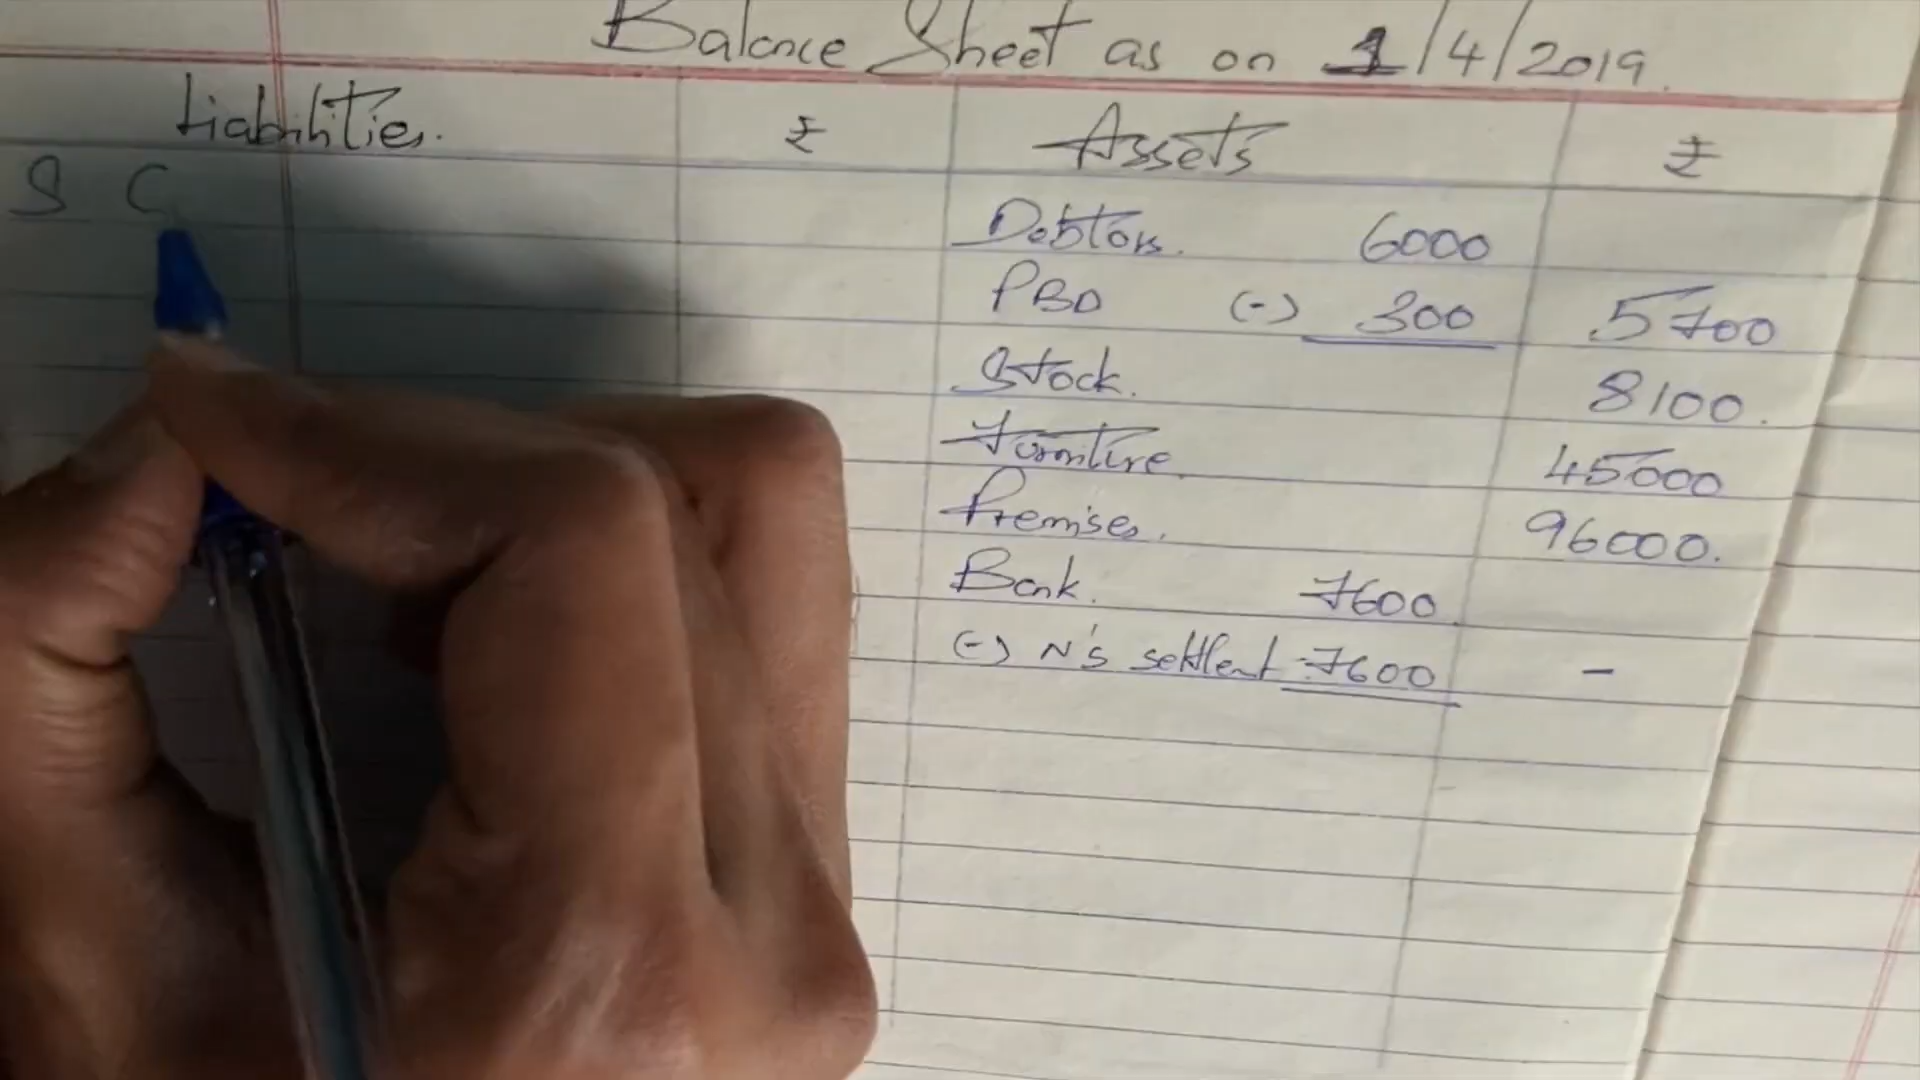 Balance Sheet as on 1/4/2019.
Liabilities. ₹ Assets ₹
S C Debtors. 6000
PBD (-) 300 5700
Stock. 8100.
Furniture. 45000
Premises. 96000.
Bank. 7600
(-) N's settlent 7600 -